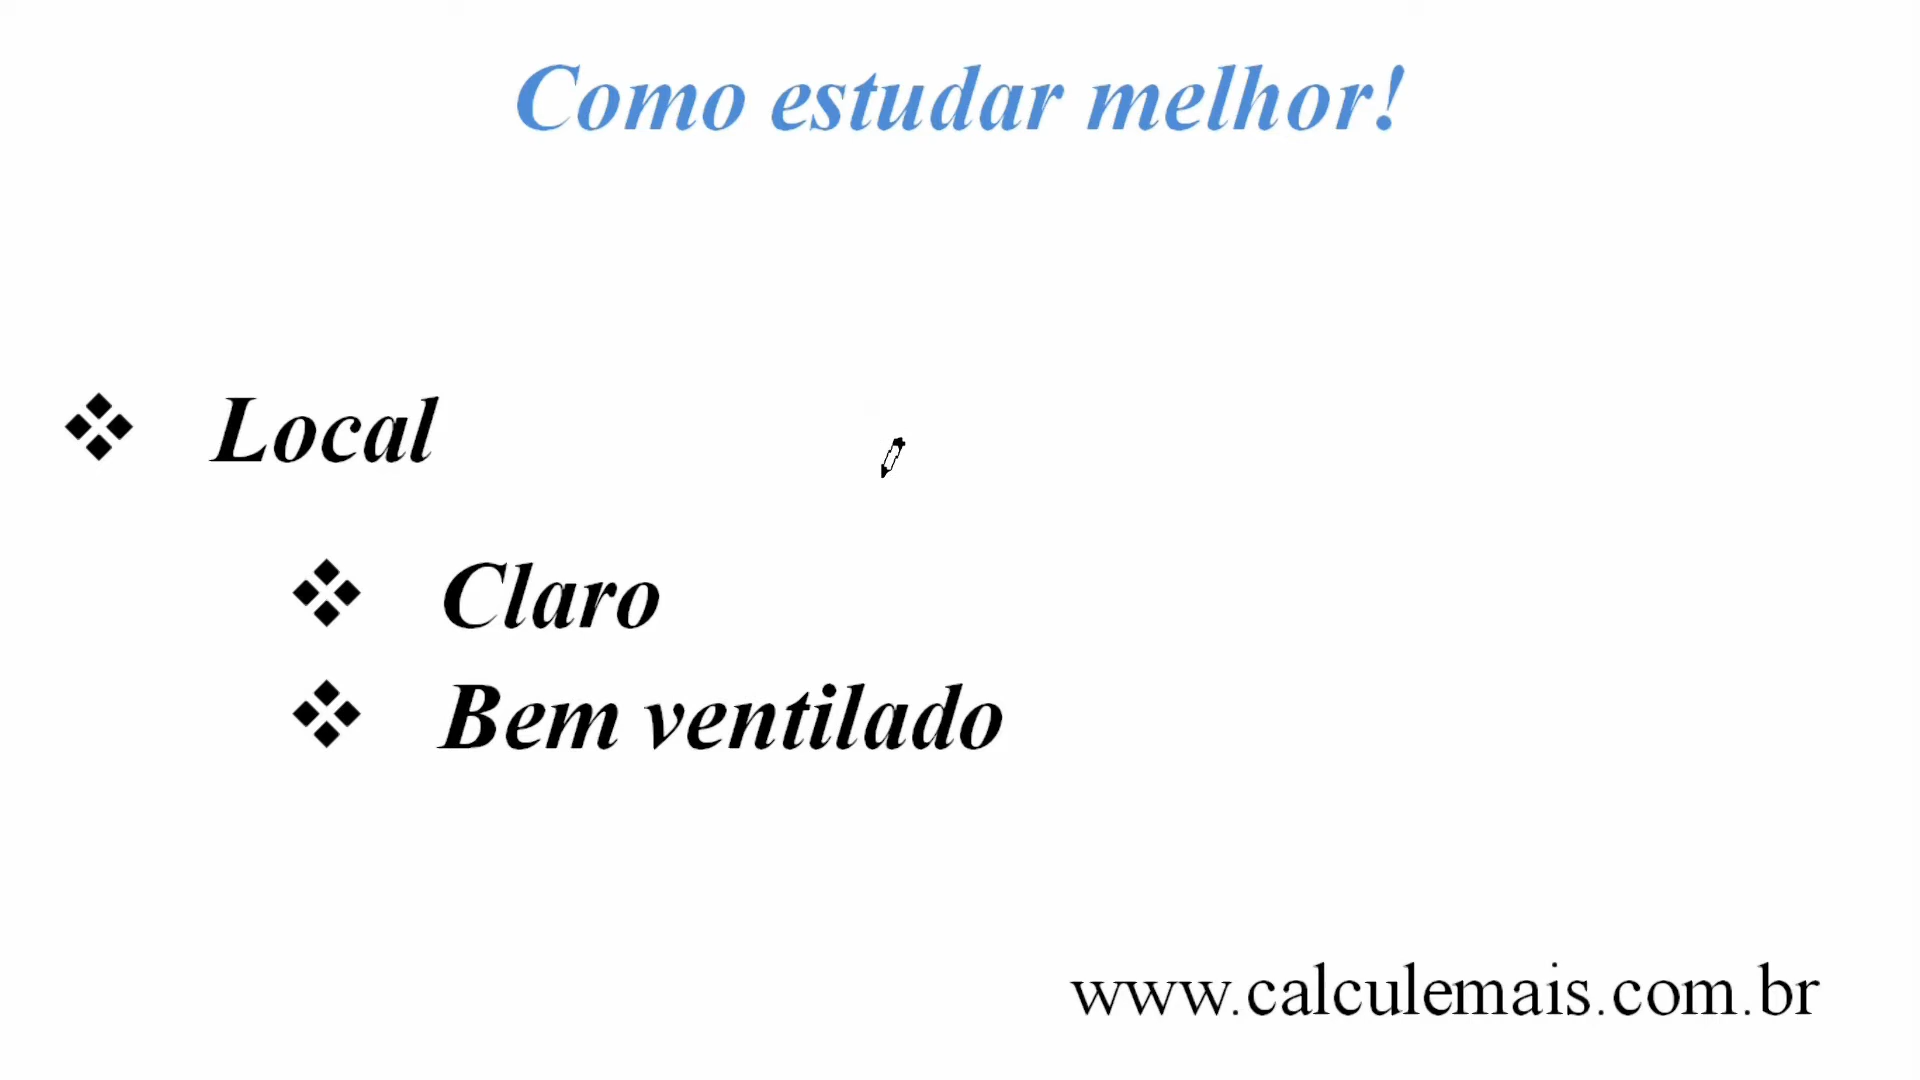 Como estudar melhor!
Local
Claro
Bem ventilado
www.calculemais.com.br